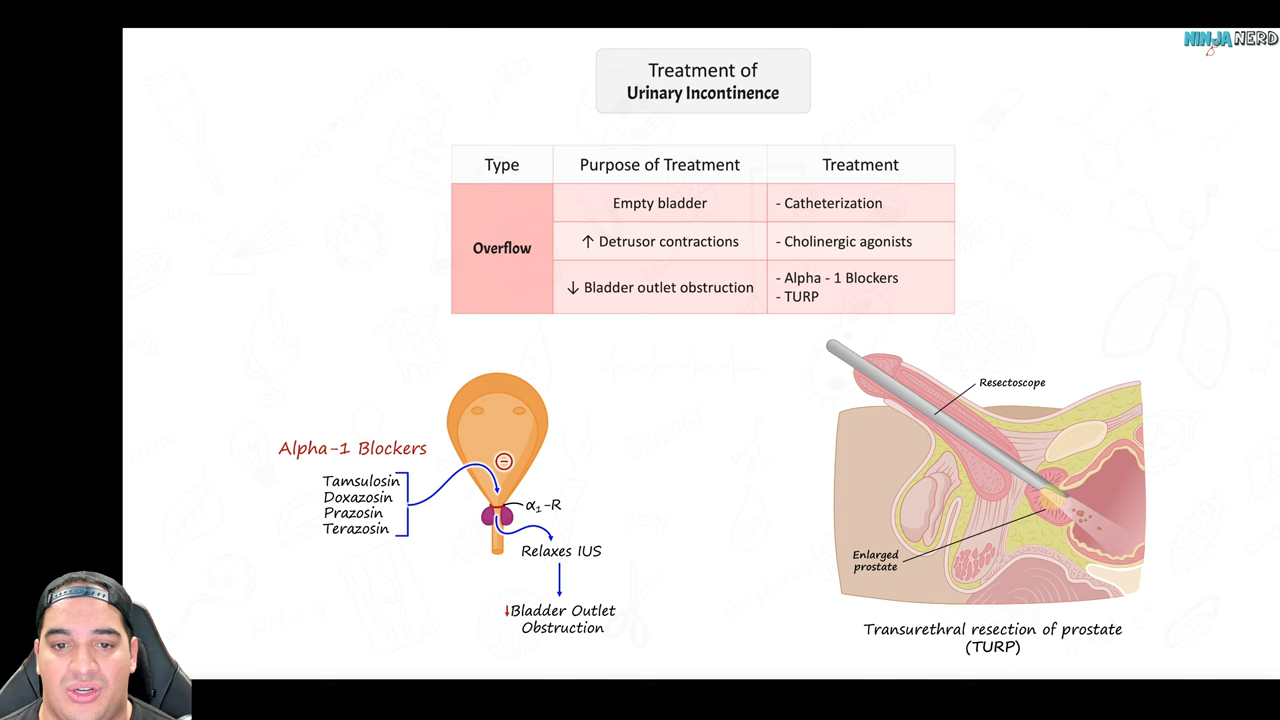 NINJA NERD
Treatment of
Urinary Incontinence
Type
Purpose of Treatment
Treatment
Overflow
Empty bladder
- Catheterization
↑ Detrusor contractions
- Cholinergic agonists
↓ Bladder outlet obstruction
- Alpha - 1 Blockers
- TURP
Alpha-1 Blockers
Tamsulosin
Doxazosin
Prazosin
Terazosin
α₁-R
Relaxes IUS
↓Bladder Outlet
Obstruction
Resectoscope
Enlarged
prostate
Transurethral resection of prostate
(TURP)